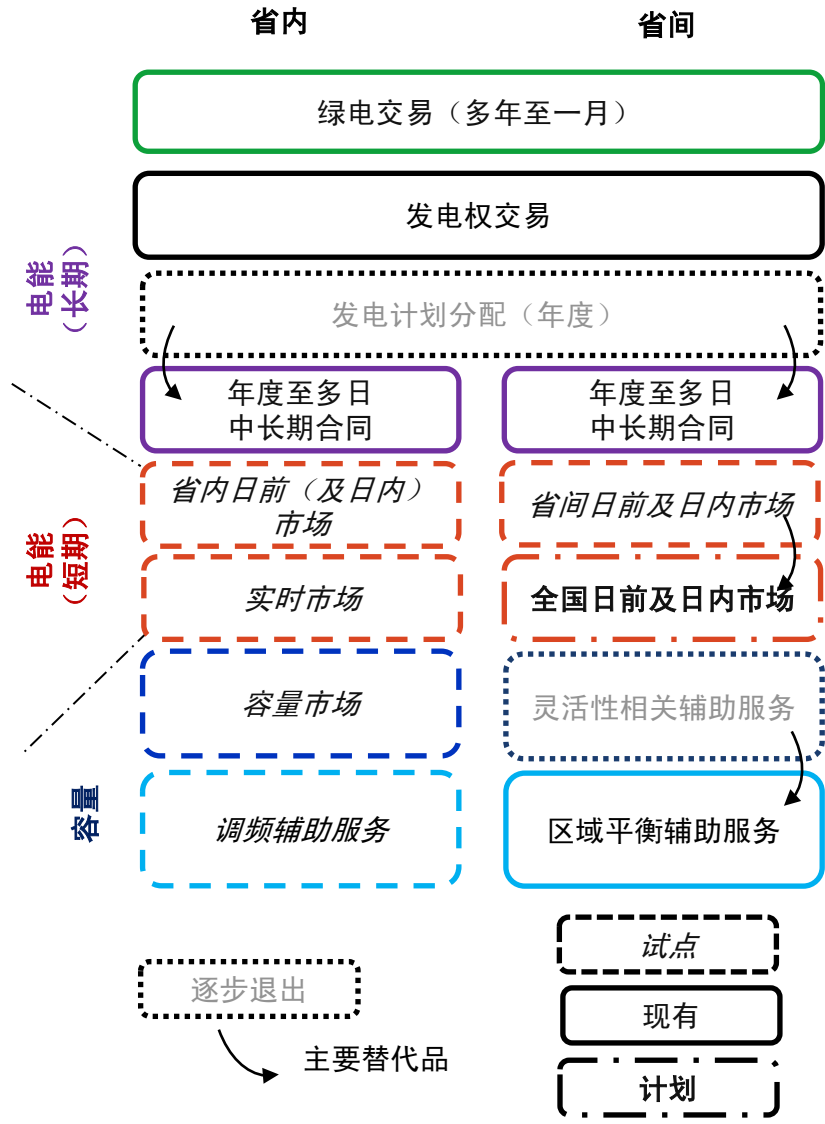 省内
省间
绿电交易（多年至一月）
发电权交易
电能
（长期）
发电计划分配（年度）
年度至多日
中长期合同
年度至多日
中长期合同
电能
（短期）
省内日前（及日内）
市场
省间日前及日内市场
实时市场
全国日前及日内市场
容量
容量市场
灵活性相关辅助服务
调频辅助服务
区域平衡辅助服务
试点
逐步退出
现有
主要替代品
计划